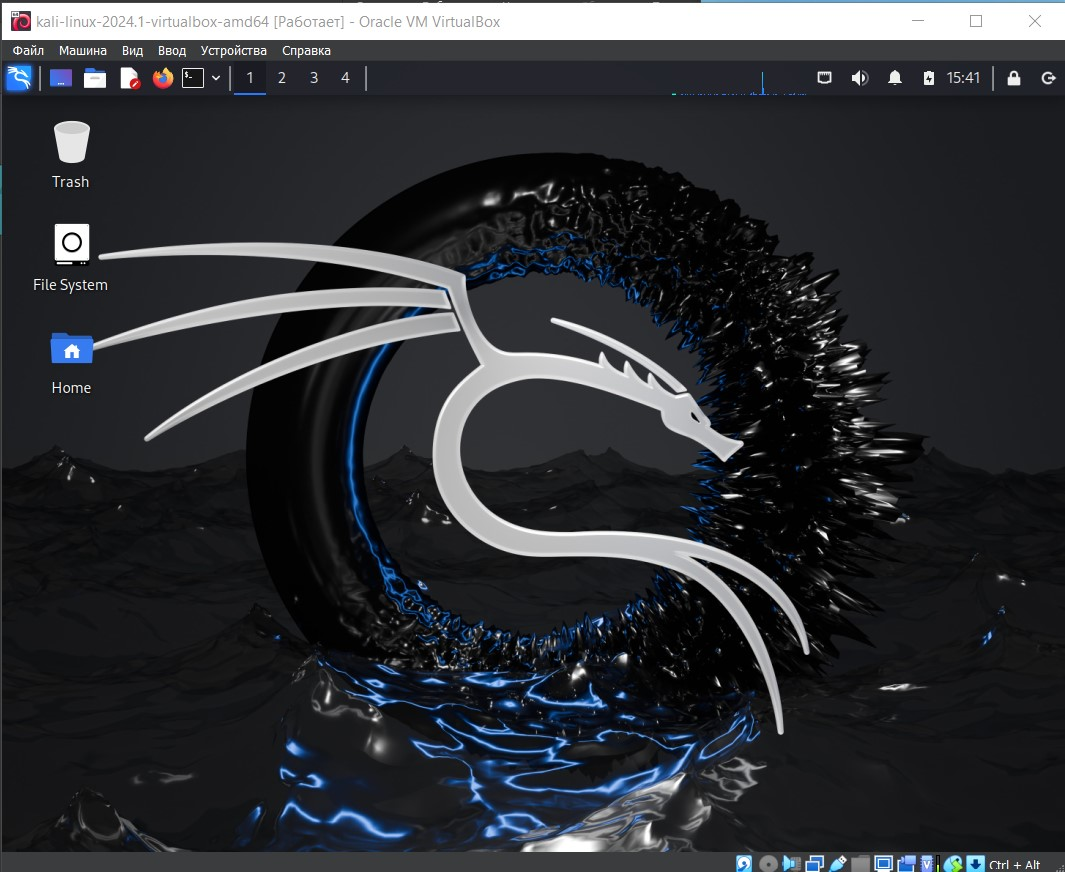 kali-linux-2024.1-virtualbox-amd64 [Работает] - Oracle VM VirtualBox
Файл Машина Вид Ввод Устройства Справка
1 2 3 4 15:41
Trash
File System
Home
Ctrl + Alt